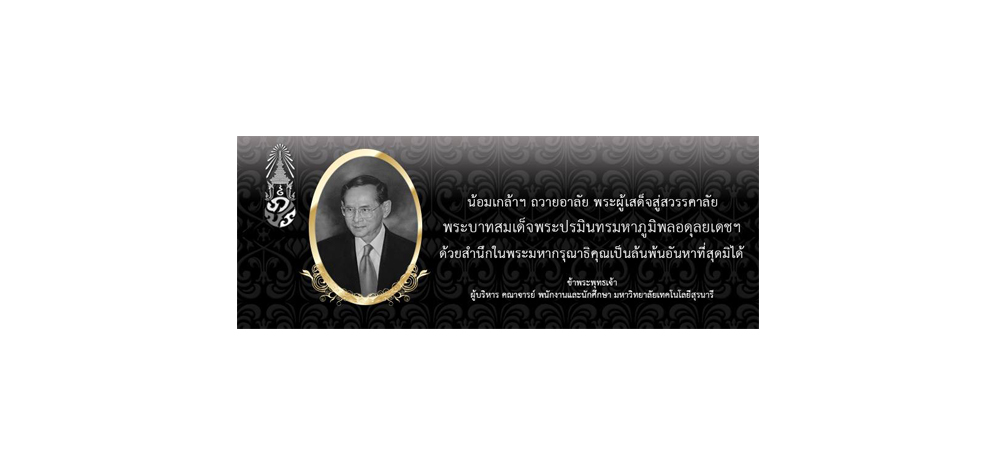 น้อมเกล้าฯ ถวายอาลัย พระผู้เสด็จสู่สวรรคาลัย
พระบาทสมเด็จพระปรมินทรมหาภูมิพลอดุลยเดชฯ
ด้วยสำนึกในพระมหากรุณาธิคุณเป็นล้นพ้นอันหาที่สุดมิได้
ข้าพระพุทธเจ้า
ผู้บริหาร คณาจารย์ พนักงานและนักศึกษา มหาวิทยาลัยเทคโนโลยีสุรนารี